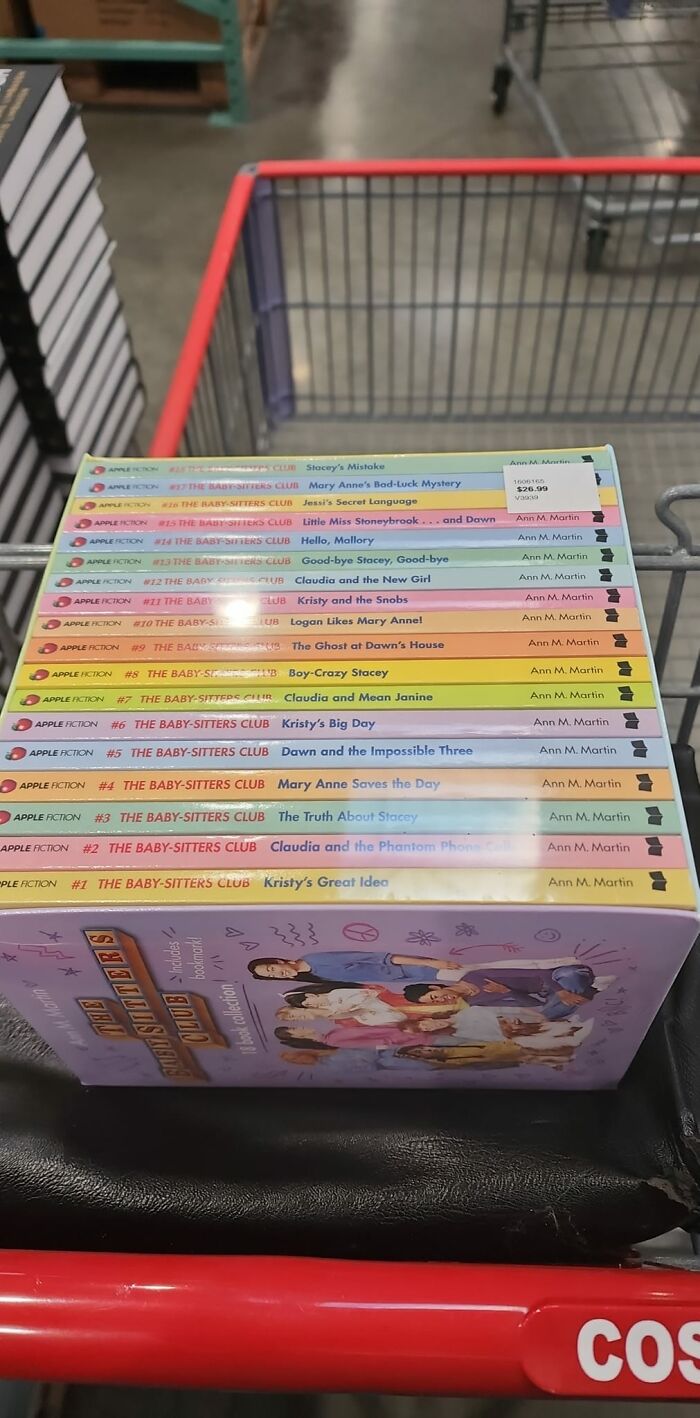 APPLE FICTION #18 THE BABY-SITTERS CLUB Stacey's Mistake Ann M. Martin
APPLE FICTION #17 THE BABY-SITTERS CLUB Mary Anne's Bad-Luck Mystery
APPLE FICTION #16 THE BABY-SITTERS CLUB Jessi's Secret Language
1606165
$26.99
V3939
APPLE FICTION #15 THE BABY-SITTERS CLUB Little Miss Stoneybrook . . . and Dawn Ann M. Martin
APPLE FICTION #14 THE BABY-SITTERS CLUB Hello, Mallory Ann M. Martin
APPLE FICTION #13 THE BABY-SITTERS CLUB Good-bye Stacey, Good-bye Ann M. Martin
APPLE FICTION #12 THE BABY-SITTERS CLUB Claudia and the New Girl Ann M. Martin
APPLE FICTION #11 THE BABY-SITTERS CLUB Kristy and the Snobs Ann M. Martin
APPLE FICTION #10 THE BABY-SITTERS CLUB Logan Likes Mary Anne! Ann M. Martin
APPLE FICTION #9 THE BABY-SITTERS CLUB The Ghost at Dawn's House Ann M. Martin
APPLE FICTION #8 THE BABY-SITTERS CLUB Boy-Crazy Stacey Ann M. Martin
APPLE FICTION #7 THE BABY-SITTERS CLUB Claudia and Mean Janine Ann M. Martin
APPLE FICTION #6 THE BABY-SITTERS CLUB Kristy's Big Day Ann M. Martin
APPLE FICTION #5 THE BABY-SITTERS CLUB Dawn and the Impossible Three Ann M. Martin
APPLE FICTION #4 THE BABY-SITTERS CLUB Mary Anne Saves the Day Ann M. Martin
APPLE FICTION #3 THE BABY-SITTERS CLUB The Truth About Stacey Ann M. Martin
APPLE FICTION #2 THE BABY-SITTERS CLUB Claudia and the Phantom Phone Calls Ann M. Martin
PLE FICTION #1 THE BABY-SITTERS CLUB Kristy's Great Idea Ann M. Martin
Ann M. Martin
THE
BABY-SITTERS
CLUB
Includes
bookmark!
18 book collection!
COS